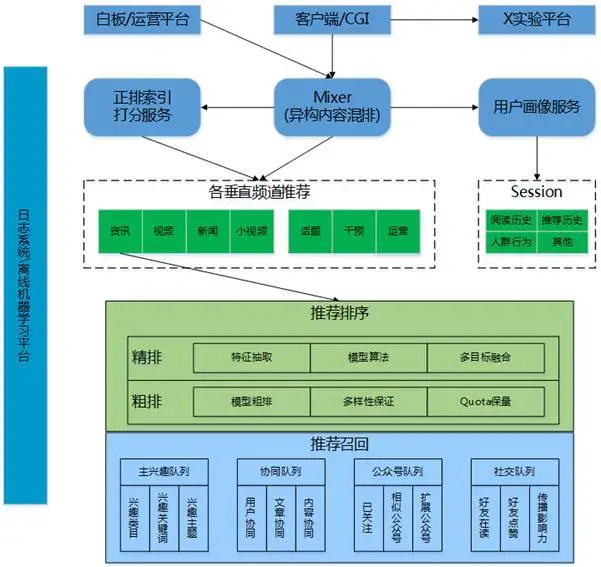 白板/运营平台
客户端/CGI
X实验平台
正排索引
打分服务
Mixer
(异构内容混排)
用户画像服务
日志系统/离线机器学习平台
各垂直频道推荐
资讯
视频
新闻
小视频
话题
干预
运营
Session
阅读历史
推荐历史
人群行为
其他
推荐排序
精排
特征抽取
模型算法
多目标融合
粗排
模型粗排
多样性保证
Quota保量
推荐召回
主兴趣队列
兴趣类目
兴趣关键词
兴趣主题
协同队列
用户协同
文章协同
内容协同
公众号队列
已关注
相似公众号
扩展公众号
社交队列
好友在读
好友点赞
传播影响力